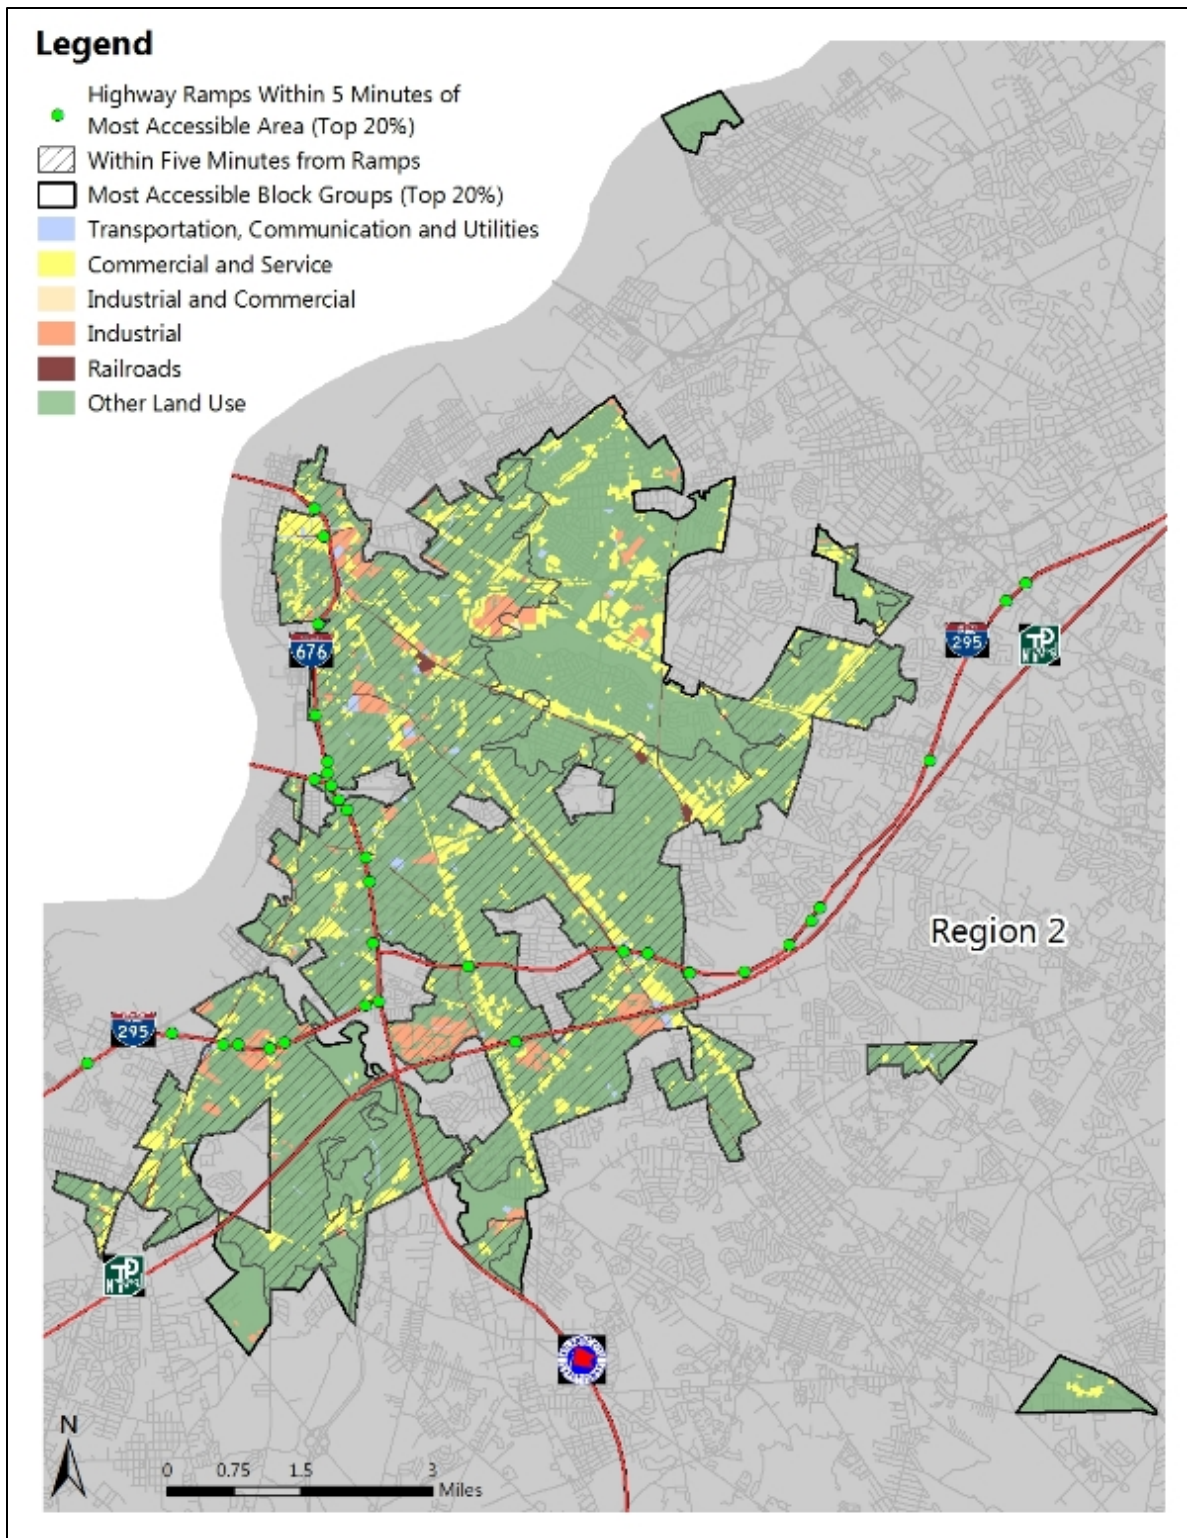 Legend
Highway Ramps Within 5 Minutes of
Most Accessible Area (Top 20%)
Within Five Minutes from Ramps
Most Accessible Block Groups (Top 20%)
Transportation, Communication and Utilities
Commercial and Service
Industrial and Commercial
Industrial
Railroads
Other Land Use
676
295
Region 2
295
N
0 0.75 1.5 3
Miles